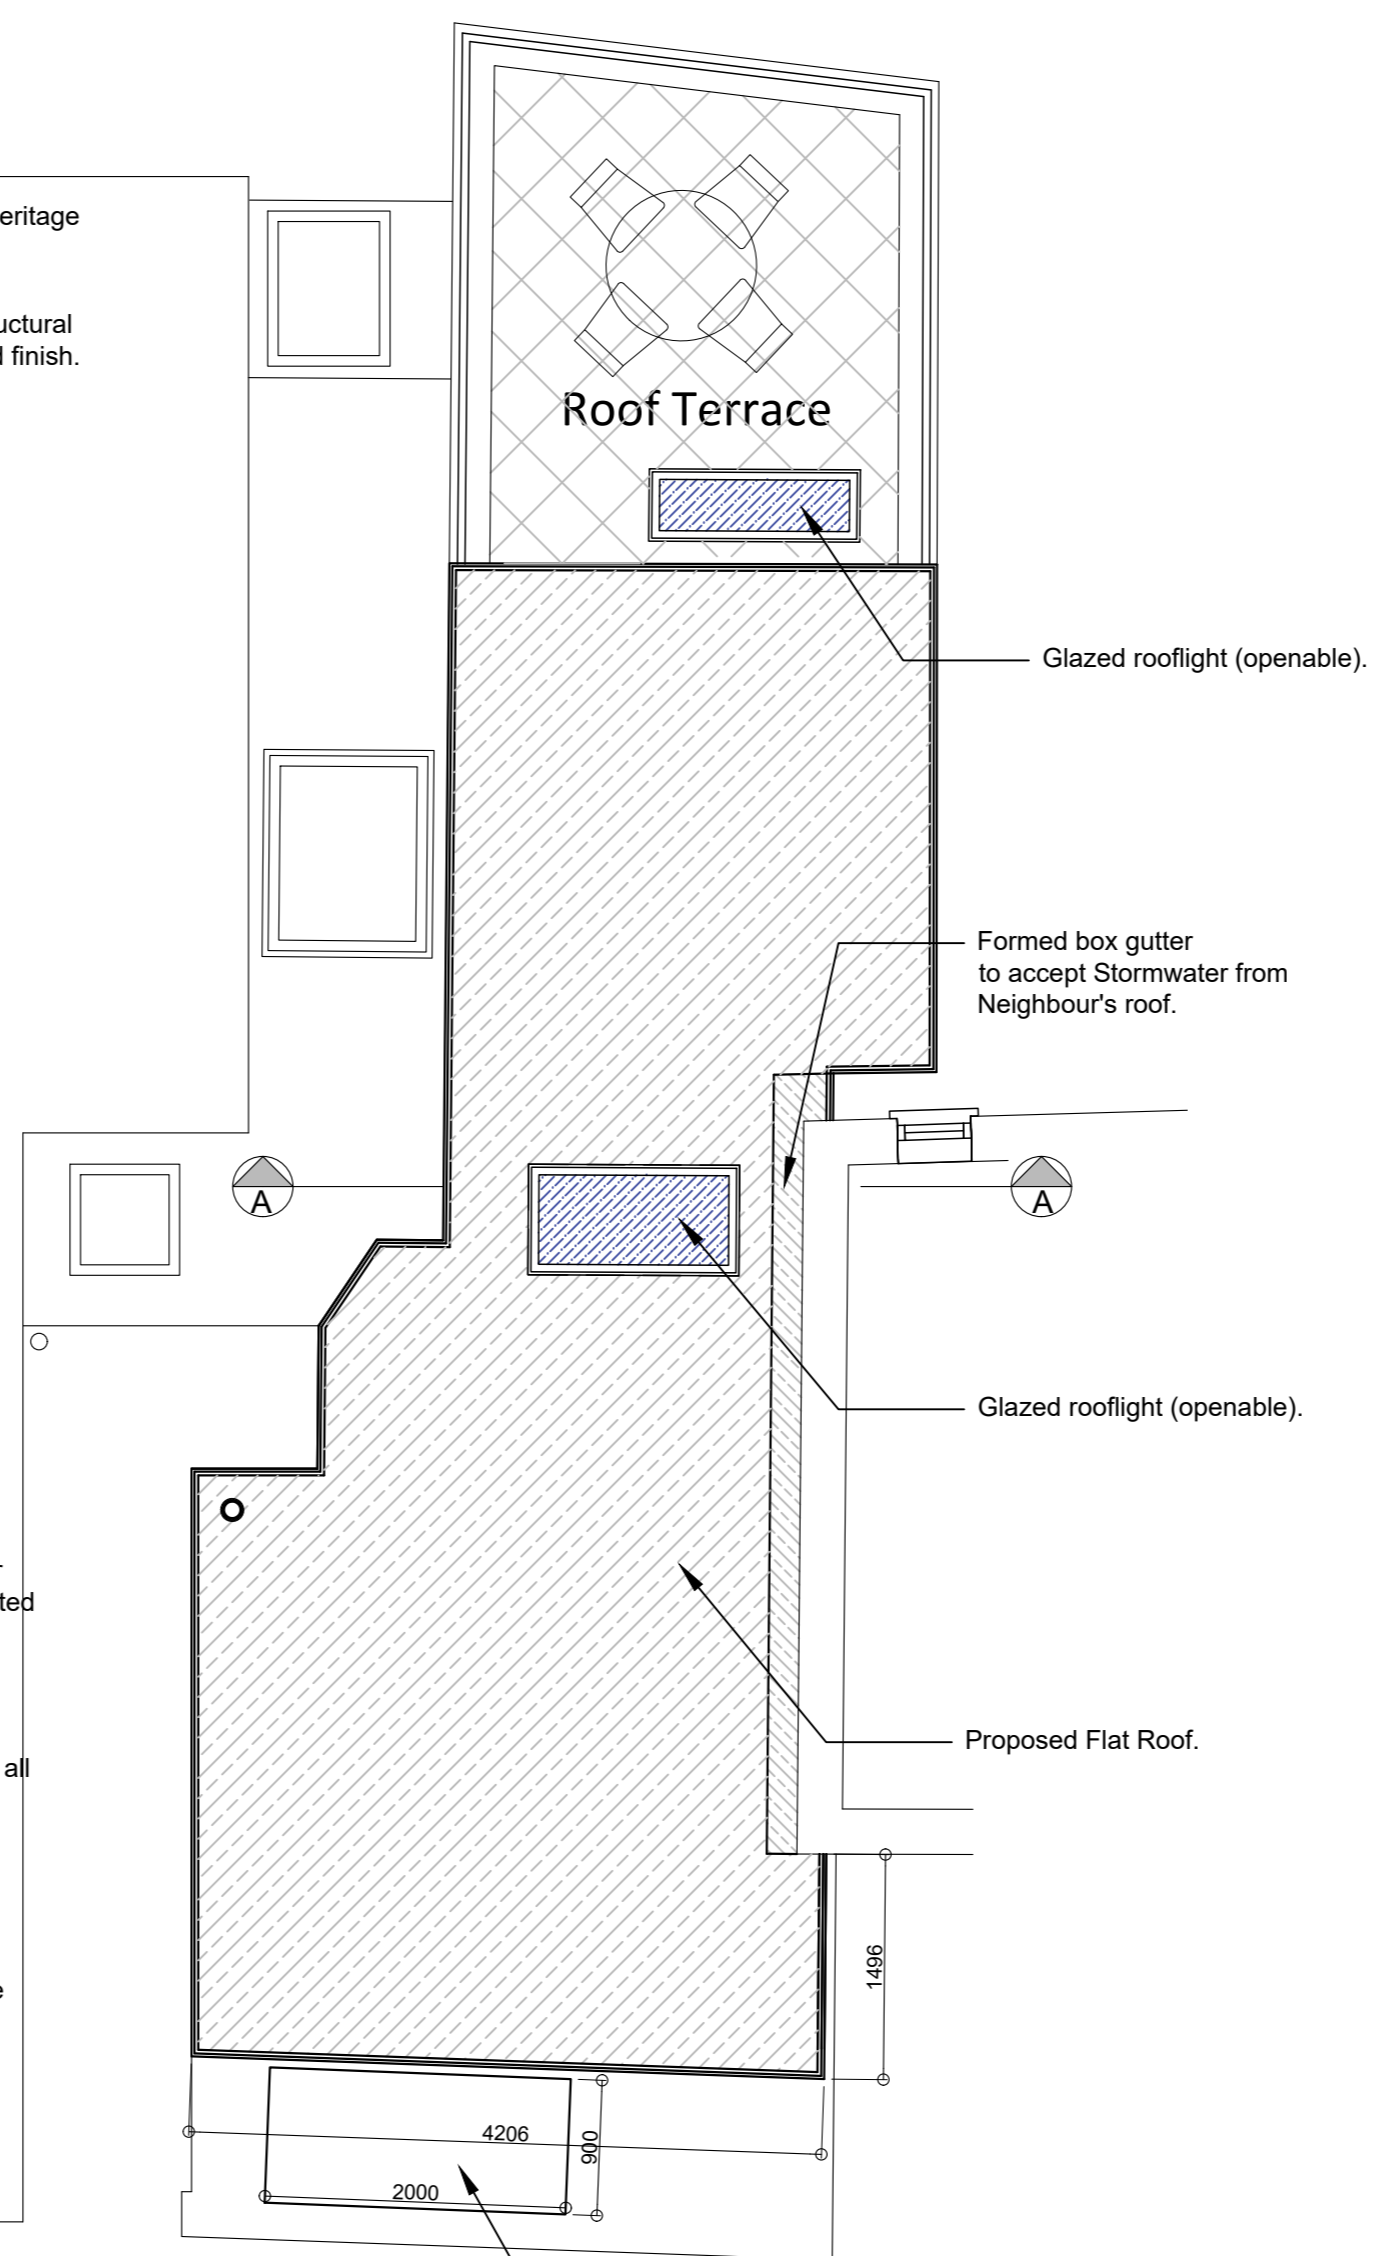 eritage
uctural
finish.
Roof Terrace
Glazed rooflight (openable).
Formed box gutter
to accept Stormwater from
Neighbour's roof.
A
A
Glazed rooflight (openable).
ted
Proposed Flat Roof.
all
1496
e
4206
900
2000